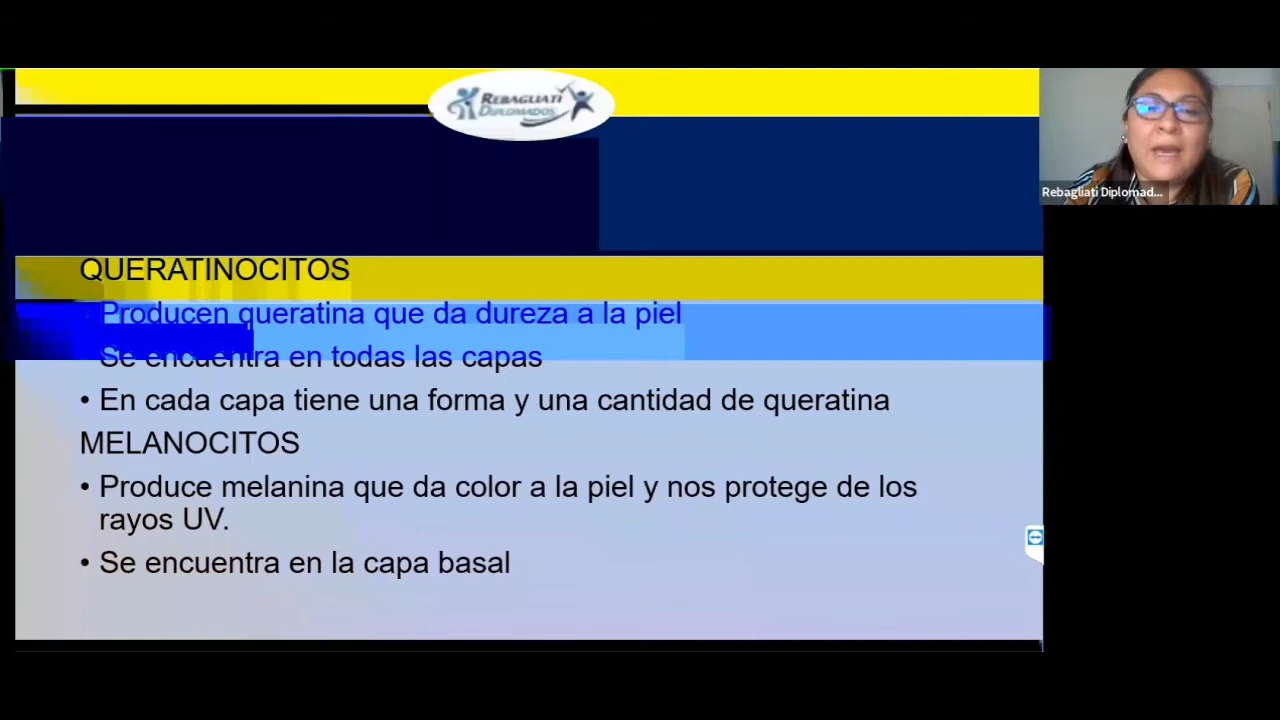 REBAGLIATI
DIPLOMADOS
Rebagliati Diplomad...
QUERATINOCITOS
• Producen queratina que da dureza a la piel
Se encuentra en todas las capas
• En cada capa tiene una forma y una cantidad de queratina
MELANOCITOS
• Produce melanina que da color a la piel y nos protege de los
rayos UV.
• Se encuentra en la capa basal